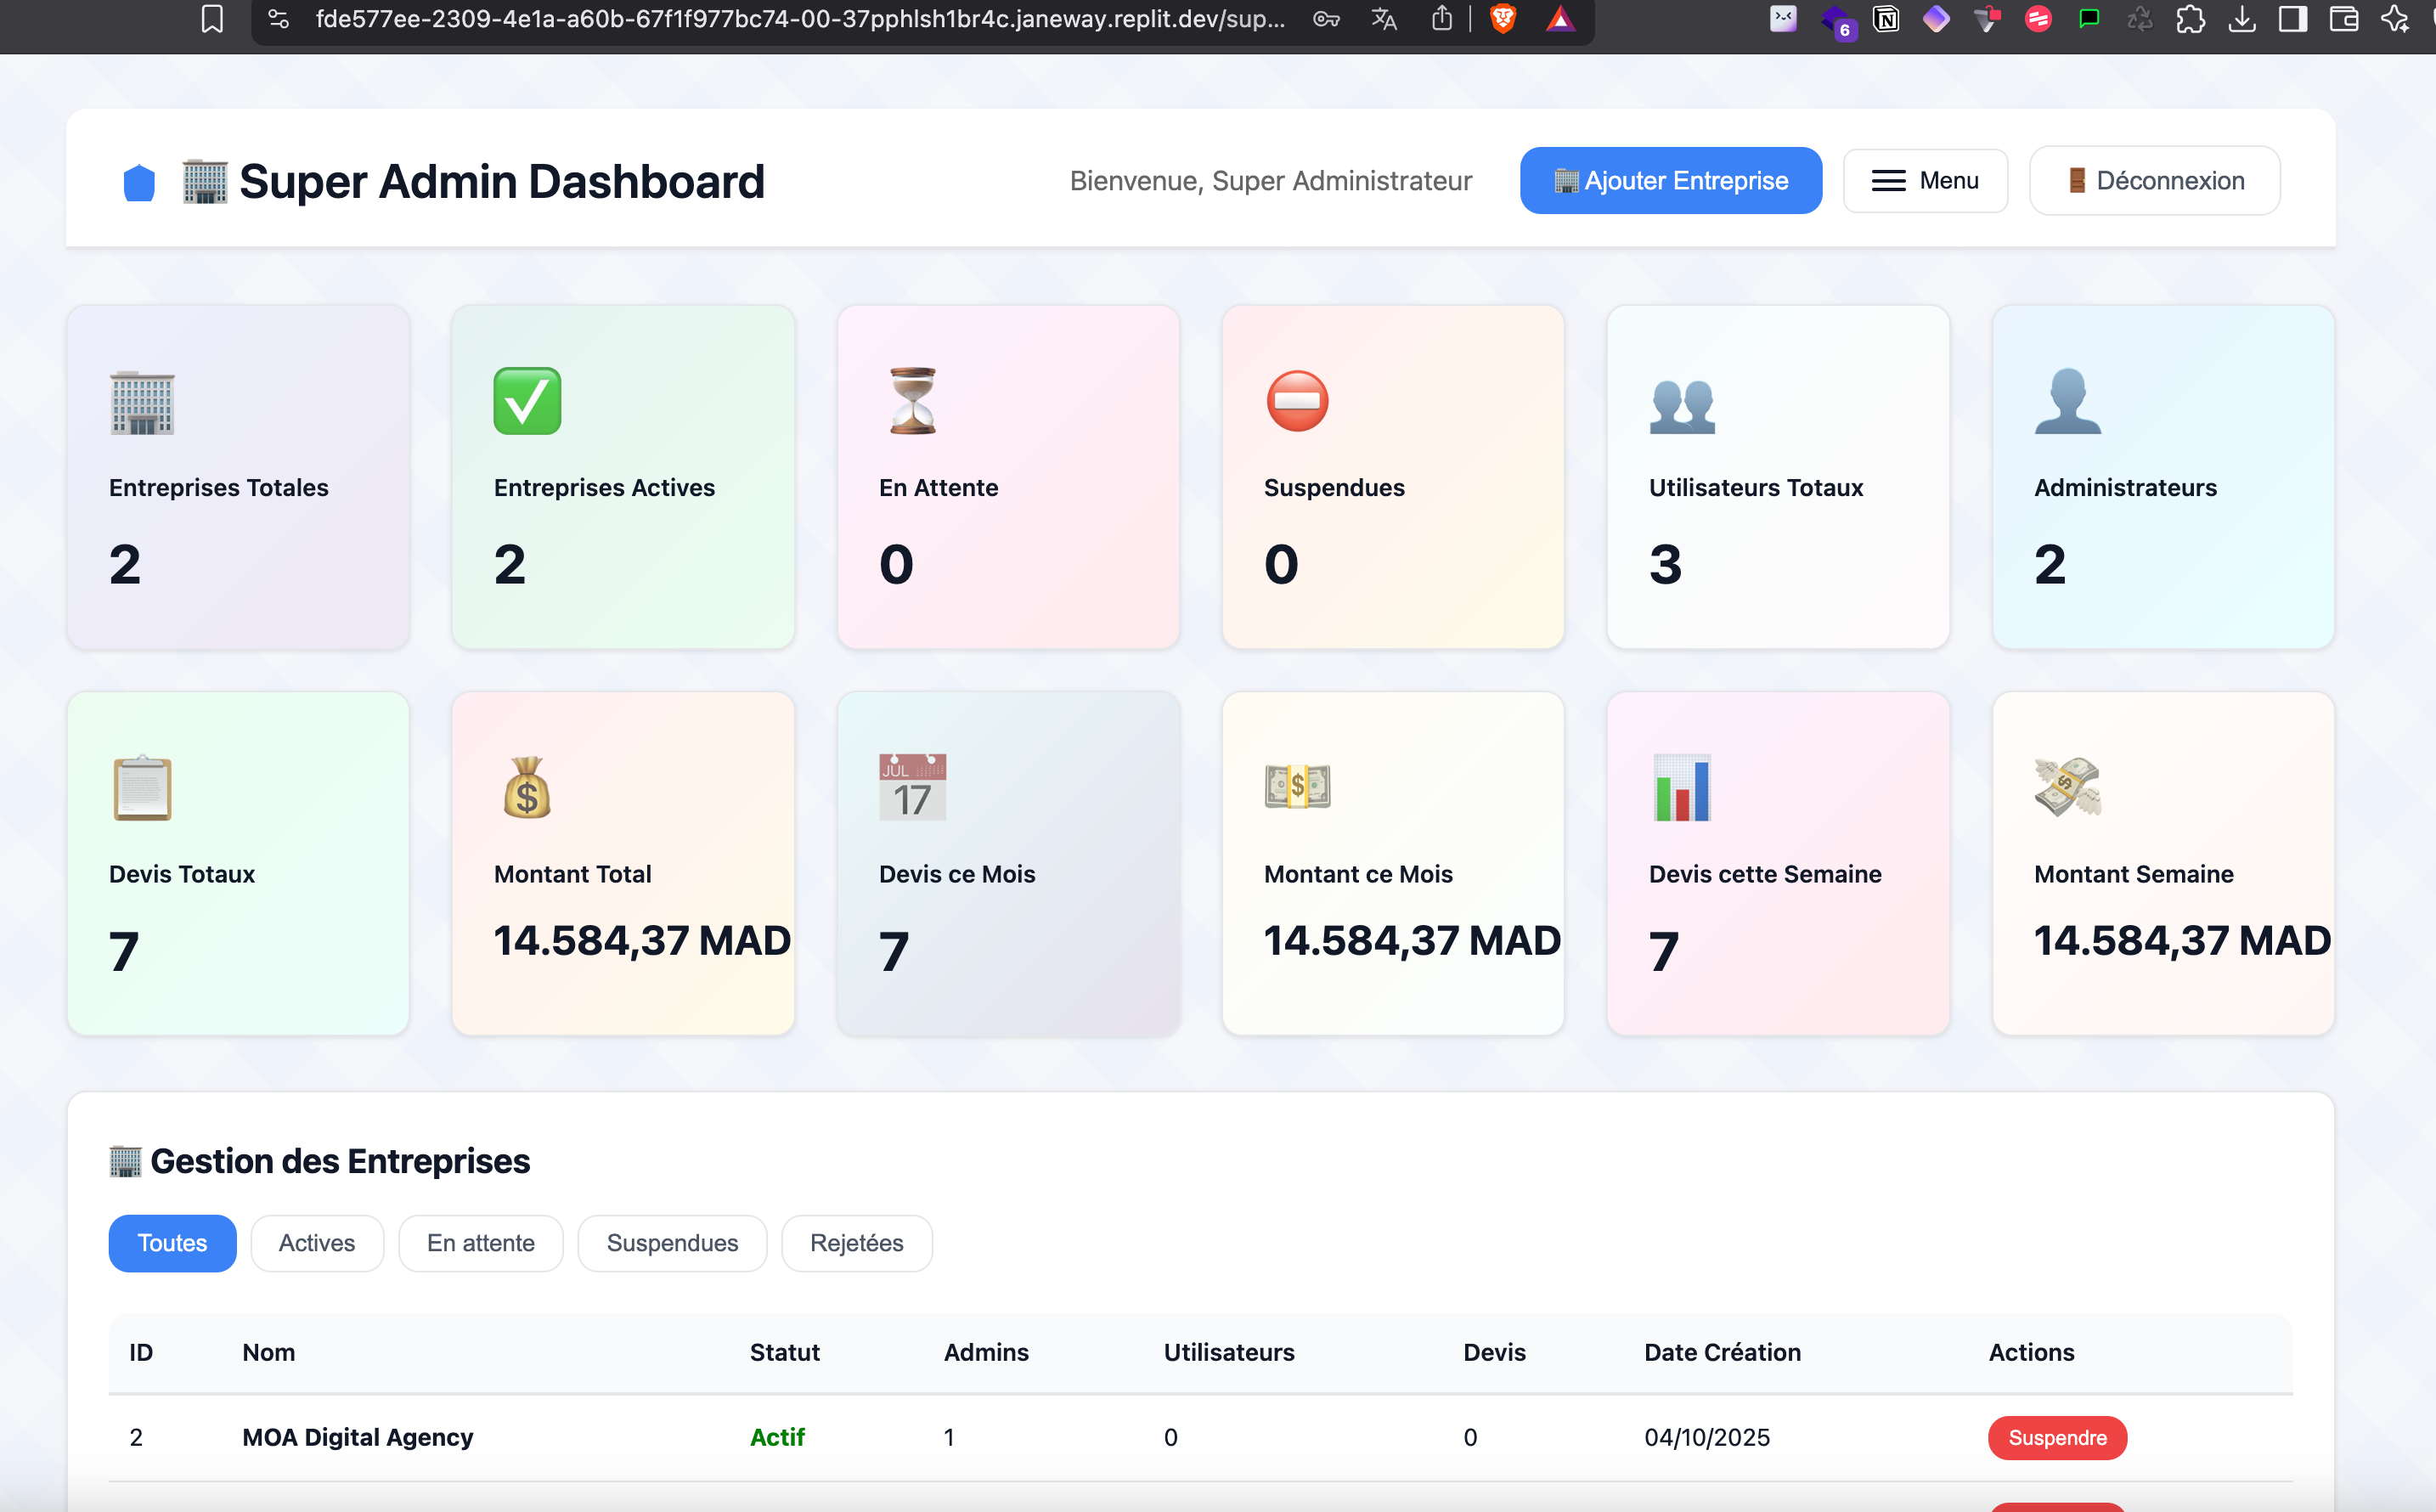 fde577ee-2309-4e1a-a60b-67f1f977bc74-00-37pphlsh1br4c.janeway.replit.dev/sup...
6
Super Admin Dashboard
Bienvenue, Super Administrateur
Ajouter Entreprise
Menu
Déconnexion
Entreprises Totales
2
Entreprises Actives
2
En Attente
0
Suspendues
0
Utilisateurs Totaux
3
Administrateurs
2
Devis Totaux
7
Montant Total
14.584,37 MAD
JUL
17
Devis ce Mois
7
Montant ce Mois
14.584,37 MAD
Devis cette Semaine
7
Montant Semaine
14.584,37 MAD
Gestion des Entreprises
Toutes Actives En attente Suspendues Rejetées
ID Nom Statut Admins Utilisateurs Devis Date Création Actions
2 MOA Digital Agency Actif 1 0 0 04/10/2025 Suspendre